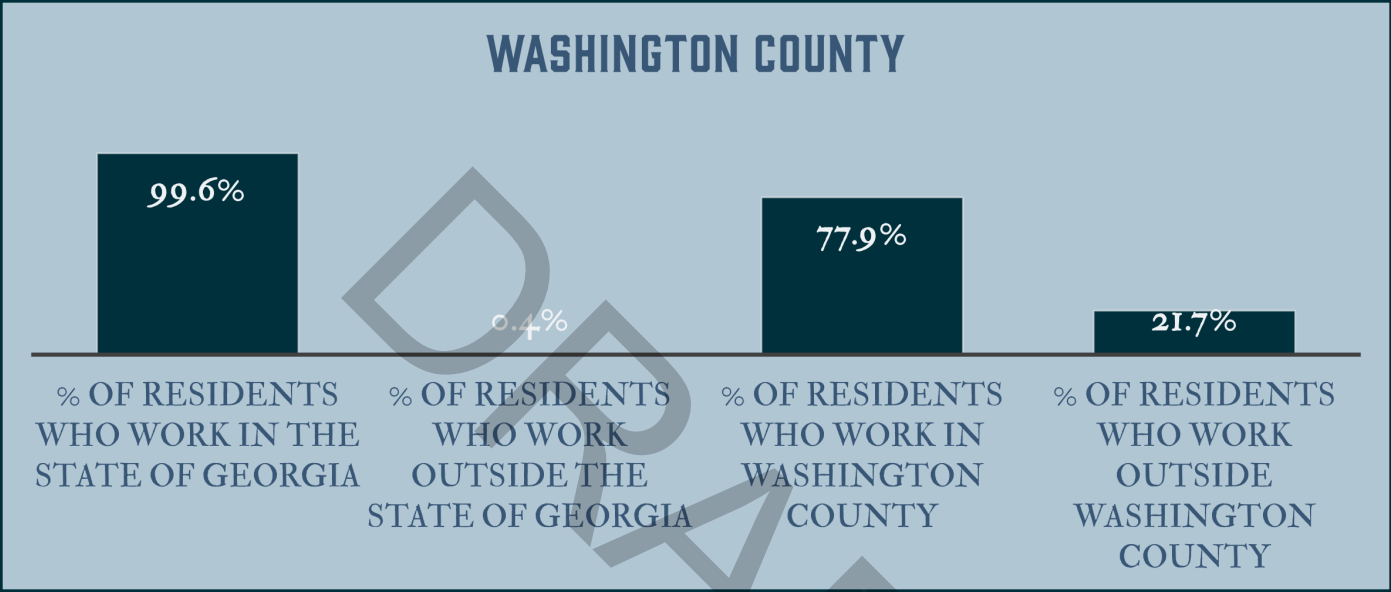 WASHINGTON COUNTY
99.6%
0.4%
77.9%
21.7%
% OF RESIDENTS
WHO WORK IN THE
STATE OF GEORGIA
% OF RESIDENTS
WHO WORK
OUTSIDE THE
STATE OF GEORGIA
% OF RESIDENTS
WHO WORK IN
WASHINGTON
COUNTY
% OF RESIDENTS
WHO WORK
OUTSIDE
WASHINGTON
COUNTY